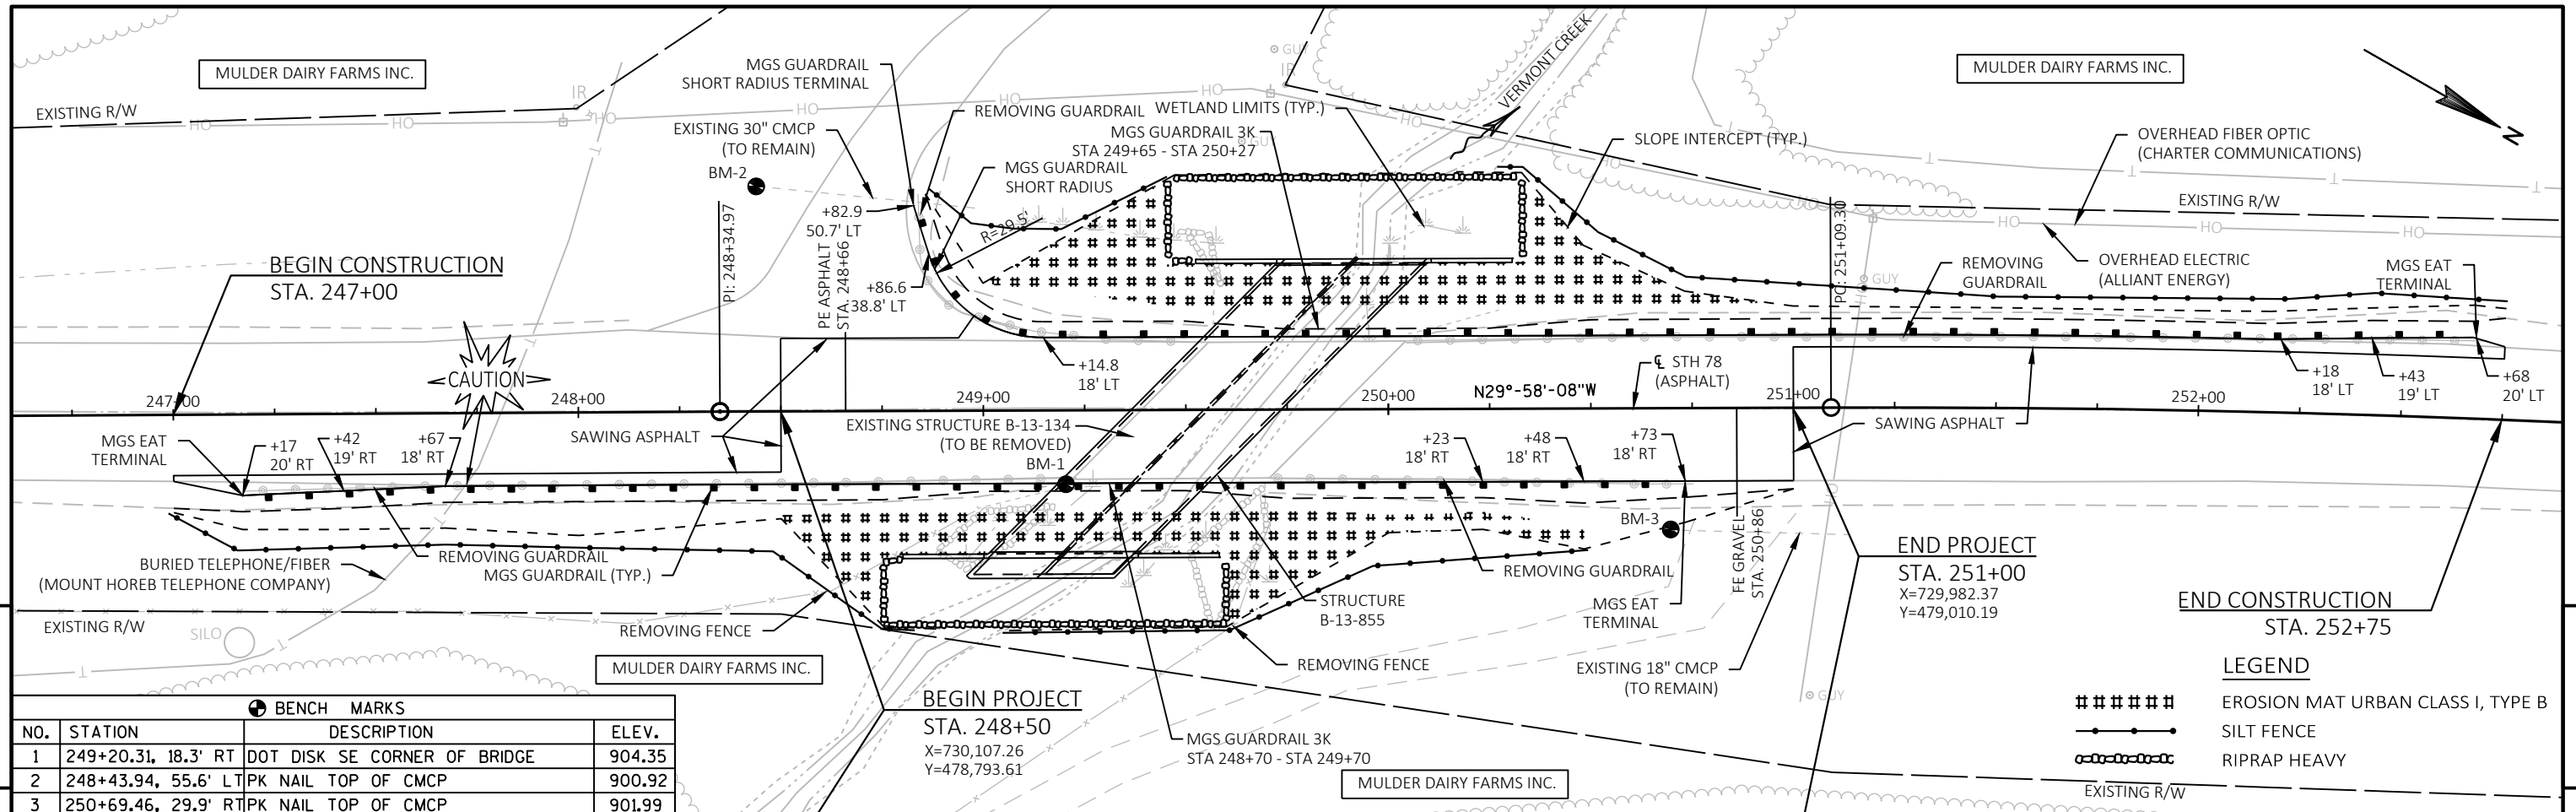 MULDER DAIRY FARMS INC.
EXISTING R/W
IR
HO
HO
HO
MGS GUARDRAIL
SHORT RADIUS TERMINAL
EXISTING 30" CMCP
(TO REMAIN)
BM-2
HO
HO
HO
REMOVING GUARDRAIL
WETLAND LIMITS (TYP.)
MGS GUARDRAIL 3K
STA 249+65 - STA 250+27
MGS GUARDRAIL
SHORT RADIUS
GUY
IR
HO
VERMONT CREEK
SLOPE INTERCEPT (TYP.)
MULDER DAIRY FARMS INC.
N
OVERHEAD FIBER OPTIC
(CHARTER COMMUNICATIONS)
EXISTING R/W
HO
HO
HO
OVERHEAD ELECTRIC
(ALLIANT ENERGY)
REMOVING
GUARDRAIL
MGS EAT
TERMINAL
GUY
PC: 251+09.30
R=29.5'
+82.9
50.7' LT
+86.6
38.8' LT
PE ASPHALT
STA. 248+66
PI: 248+34.97
BEGIN CONSTRUCTION
STA. 247+00
CAUTION
+14.8
18' LT
℄ STH 78
(ASPHALT)
N29°-58'-08"W
+18
18' LT
+43
19' LT
+68
20' LT
247+00
248+00
249+00
250+00
251+00
252+00
MGS EAT
TERMINAL
+17
20' RT
+42
19' RT
+67
18' RT
SAWING ASPHALT
EXISTING STRUCTURE B-13-134
(TO BE REMOVED)
BM-1
+23
18' RT
+48
18' RT
+73
18' RT
SAWING ASPHALT
BM-3
FE GRAVEL
STA. 250+86
BURIED TELEPHONE/FIBER
(MOUNT HOREB TELEPHONE COMPANY)
REMOVING GUARDRAIL
MGS GUARDRAIL (TYP.)
REMOVING GUARDRAIL
MGS EAT
TERMINAL
STRUCTURE
B-13-855
END PROJECT
STA. 251+00
X=729,982.37
Y=479,010.19
END CONSTRUCTION
STA. 252+75
EXISTING R/W
SILO
REMOVING FENCE
MULDER DAIRY FARMS INC.
REMOVING FENCE
EXISTING 18" CMCP
(TO REMAIN)
GUY
BEGIN PROJECT
STA. 248+50
X=730,107.26
Y=478,793.61
MGS GUARDRAIL 3K
STA 248+70 - STA 249+70
MULDER DAIRY FARMS INC.
EXISTING R/W
LEGEND
EROSION MAT URBAN CLASS I, TYPE B
SILT FENCE
RIPRAP HEAVY
BENCH MARKS
NO. STATION DESCRIPTION ELEV.
1 249+20.31, 18.3' RT DOT DISK SE CORNER OF BRIDGE 904.35
2 248+43.94, 55.6' LT PK NAIL TOP OF CMCP 900.92
3 250+69.46, 29.9' RT PK NAIL TOP OF CMCP 901.99